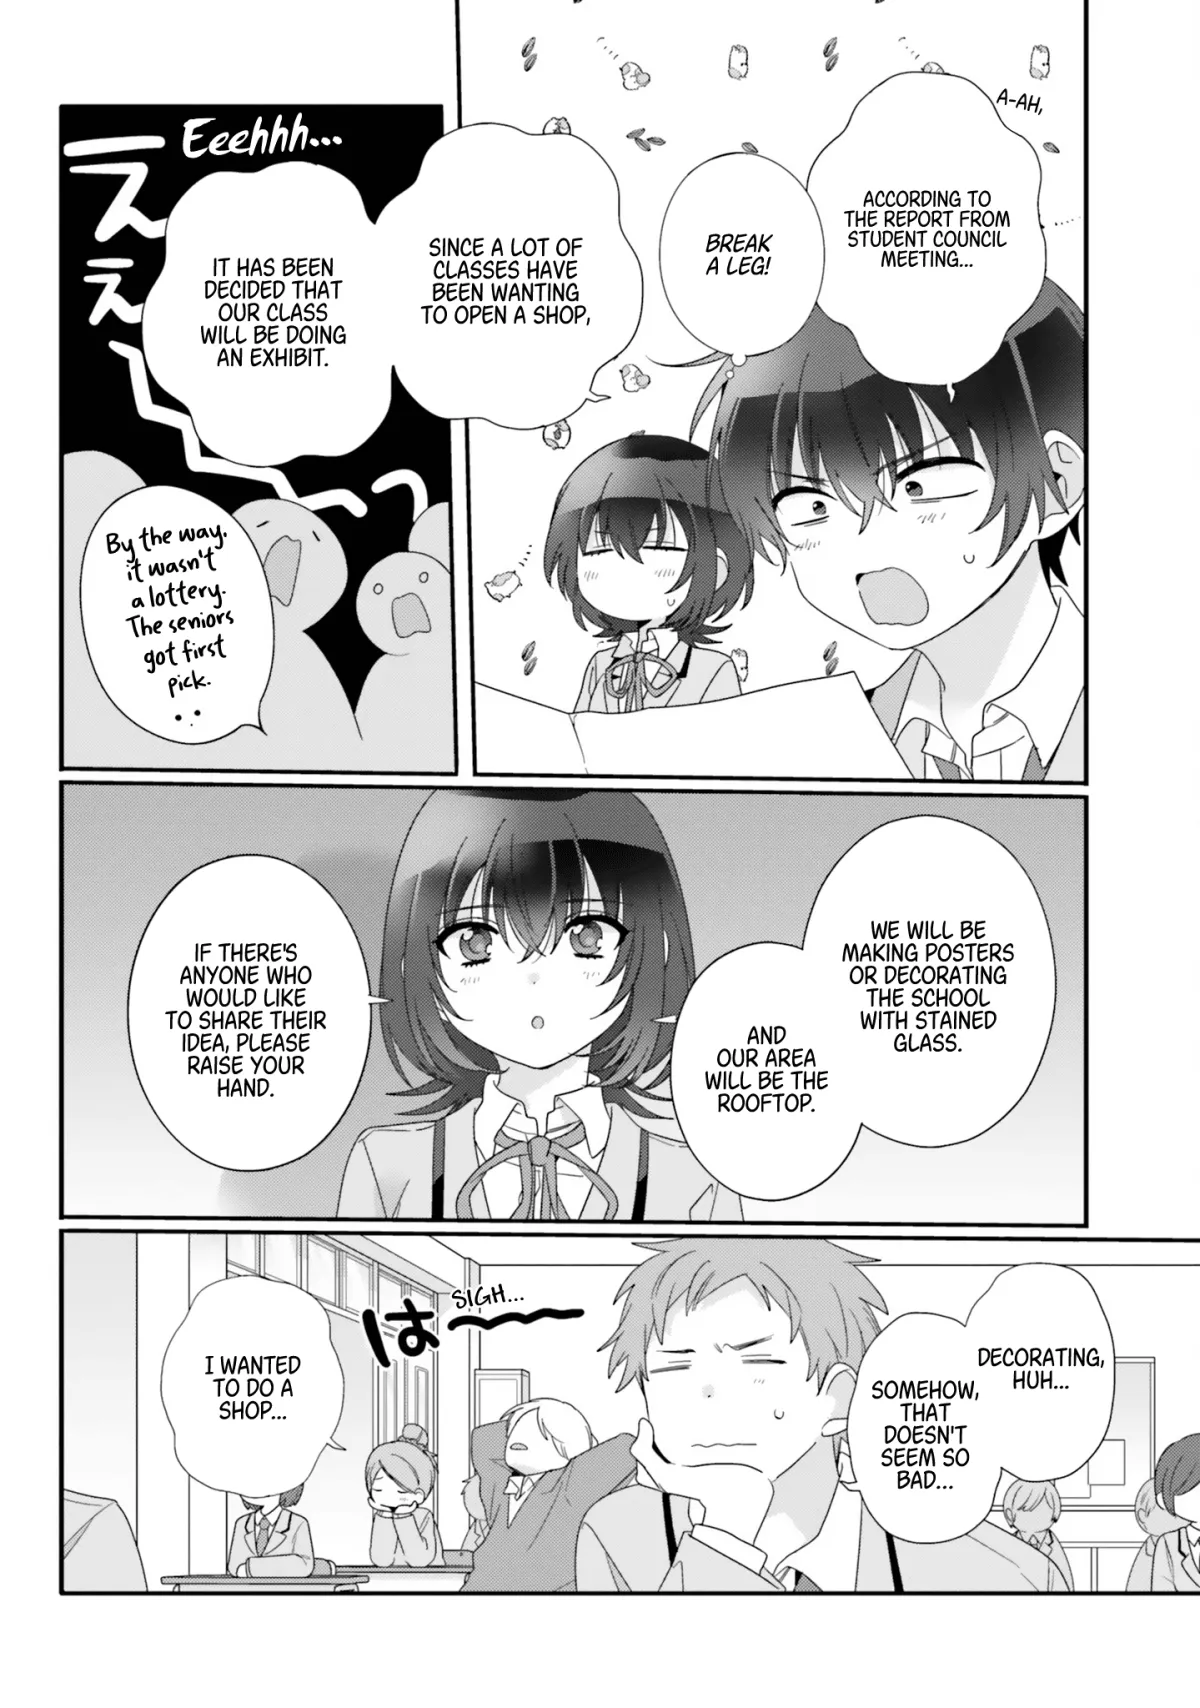 A-AH,
ACCORDING TO
THE REPORT FROM
STUDENT COUNCIL
MEETING...
BREAK
A LEG!
SINCE A LOT OF
CLASSES HAVE
BEEN WANTING
TO OPEN A SHOP,
IT HAS BEEN
DECIDED THAT
OUR CLASS
WILL BE DOING
AN EXHIBIT.
Eeehhh...
えぇーっ
By the way,
it wasn't
a lottery.
The seniors
got first
pick.
WE WILL BE
MAKING POSTERS
OR DECORATING
THE SCHOOL
WITH STAINED
GLASS.
AND
OUR AREA
WILL BE THE
ROOFTOP.
IF THERE'S
ANYONE WHO
WOULD LIKE
TO SHARE THEIR
IDEA, PLEASE
RAISE YOUR
HAND.
DECORATING,
HUH...
SOMEHOW,
THAT
DOESN'T
SEEM SO
BAD...
SIGH...
は〜
I WANTED
TO DO A
SHOP...